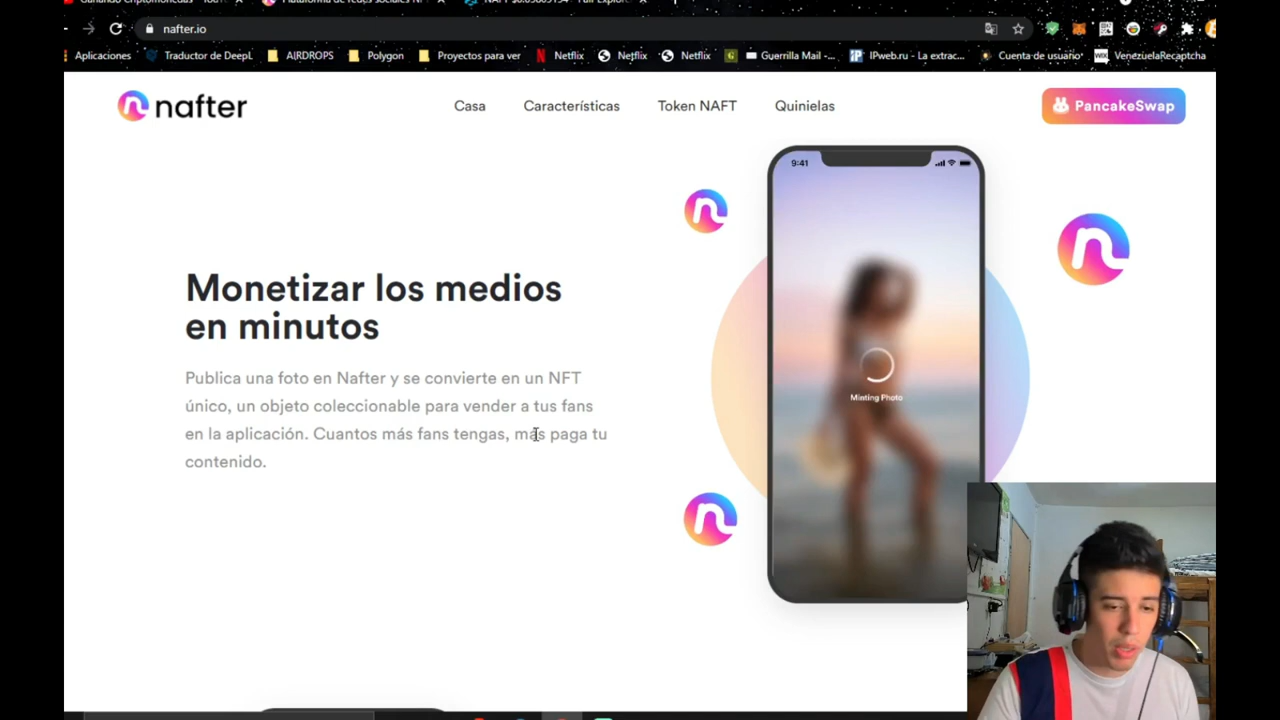 nafter.io
Aplicaciones Traductor de DeepL AIRDROPS Polygon Proyectos para ver Netflix Netflix Netflix Guerrilla Mail -... IPweb.ru - La extrac... Cuenta de usuario VenezuelaRecaptcha
nafter Casa Características Token NAFT Quinielas PancakeSwap
9:41
Monetizar los medios
en minutos
Publica una foto en Nafter y se convierte en un NFT
único, un objeto coleccionable para vender a tus fans
en la aplicación. Cuantos más fans tengas, más paga tu
contenido.
Minting Photo